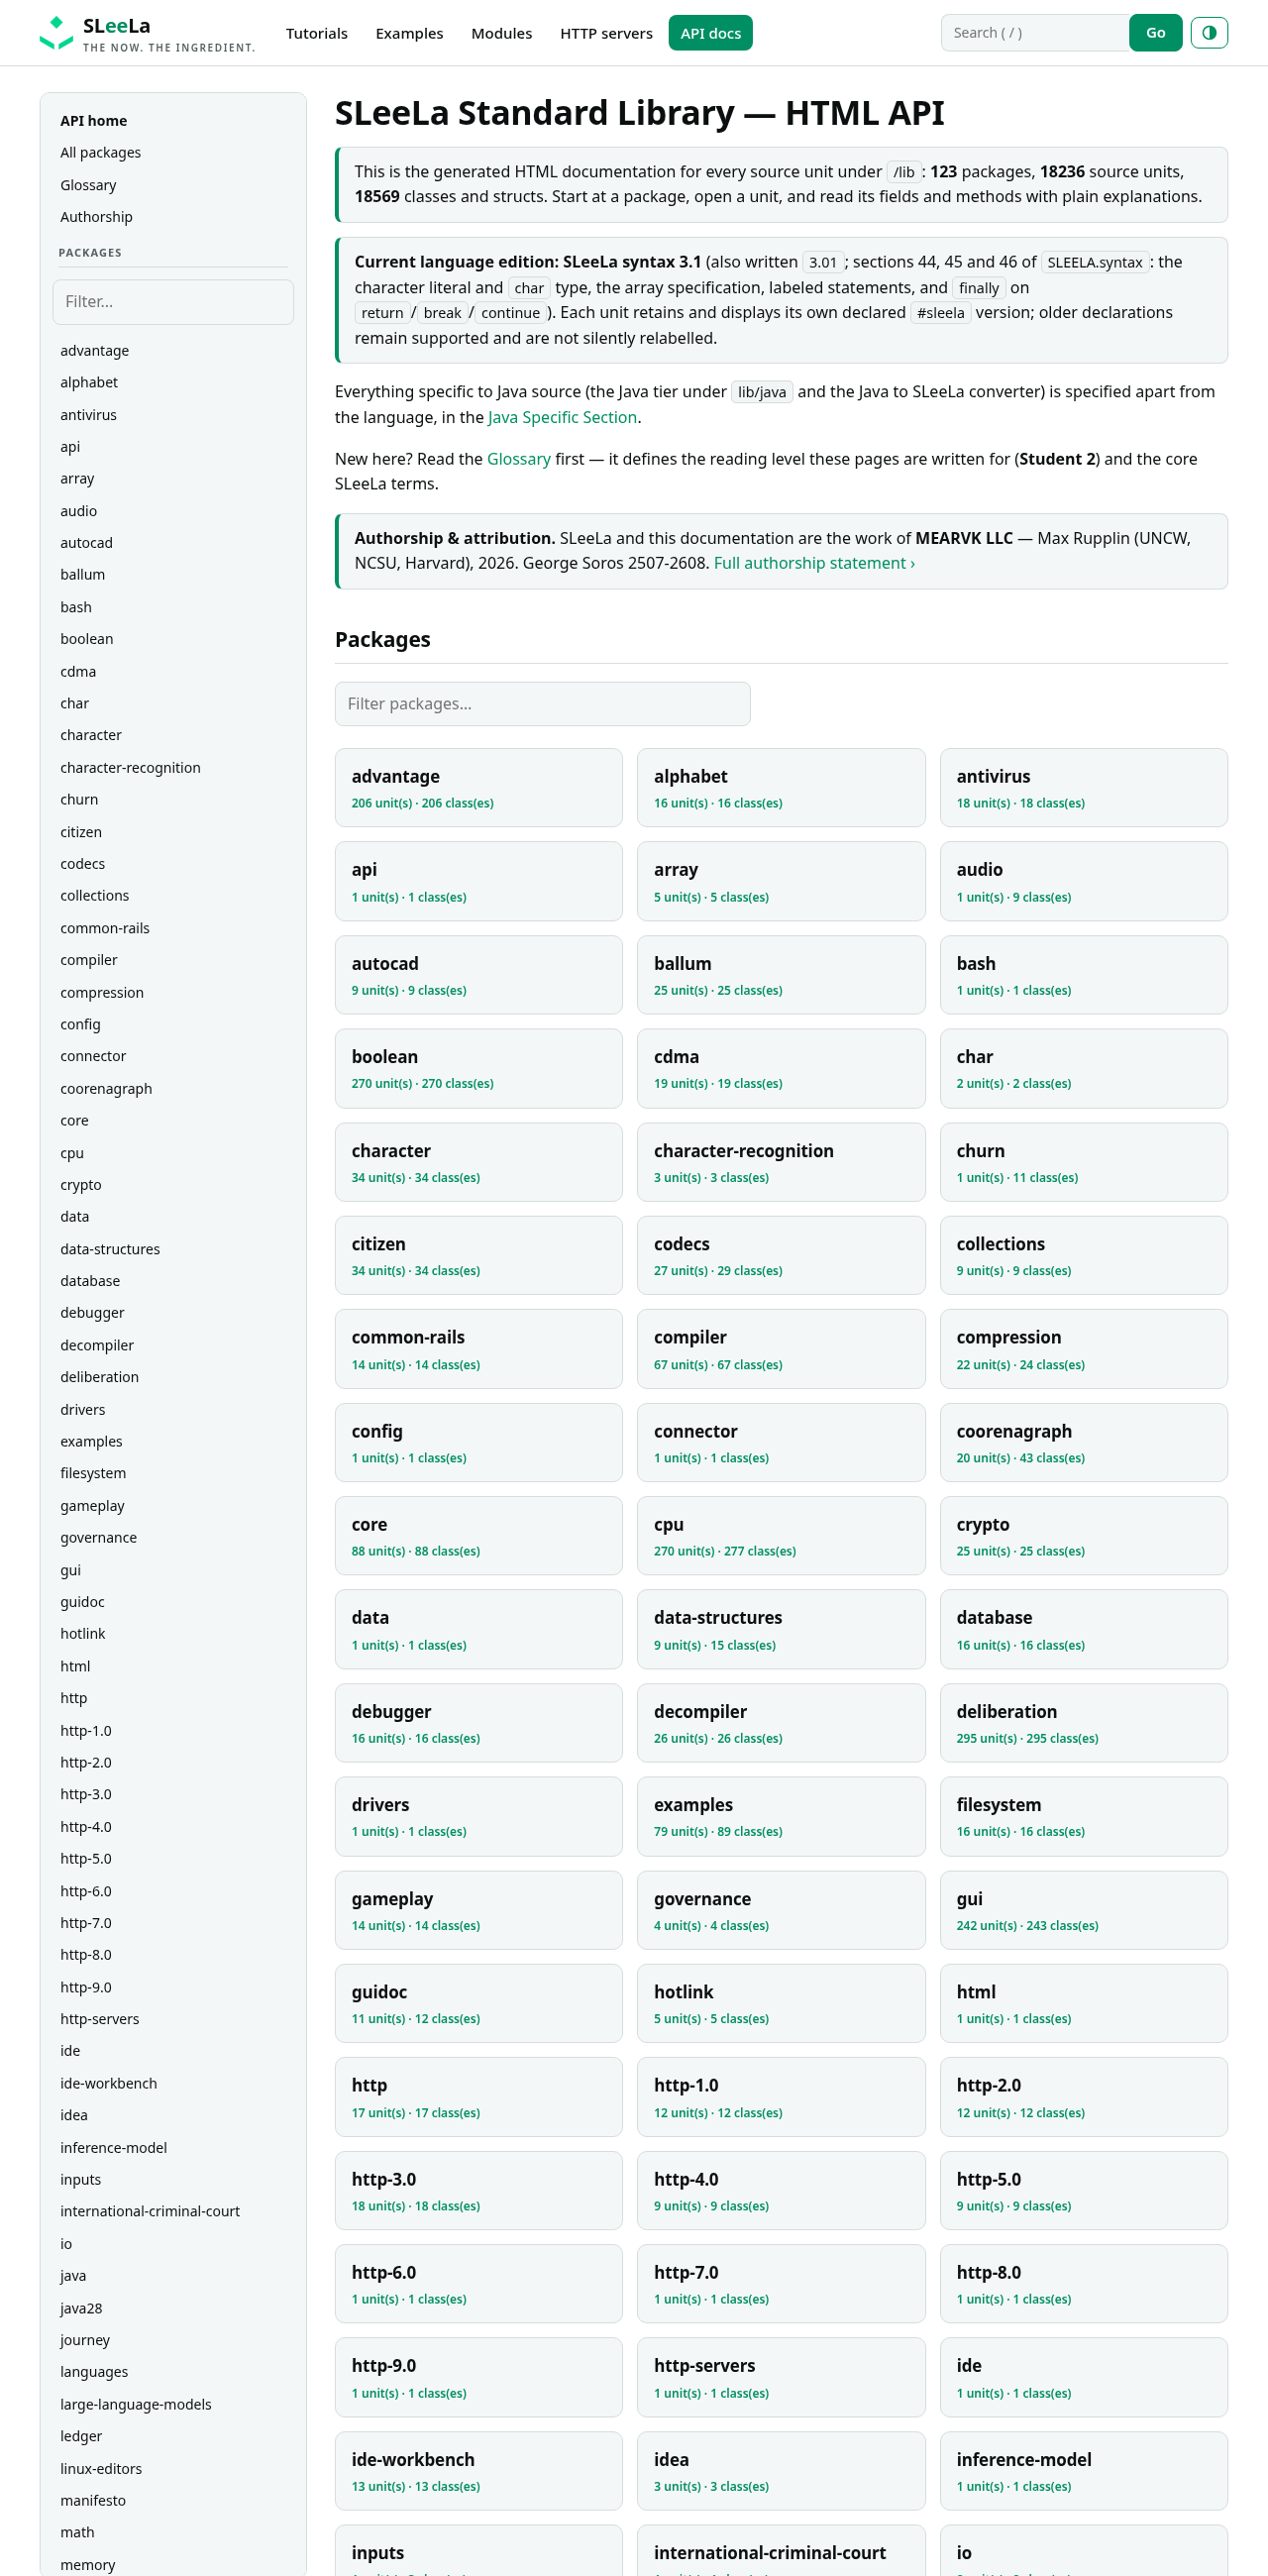 SLeeLa
THE NOW. THE INGREDIENT.
Tutorials
Examples
Modules
HTTP servers
API docs
Search ( / )
Go
API home
All packages
Glossary
Authorship
PACKAGES
Filter...
advantage
alphabet
antivirus
api
array
audio
autocad
ballum
bash
boolean
cdma
char
character
character-recognition
churn
citizen
codecs
collections
common-rails
compiler
compression
config
connector
coorenagraph
core
cpu
crypto
data
data-structures
database
debugger
decompiler
deliberation
drivers
examples
filesystem
gameplay
governance
gui
guidoc
hotlink
html
http
http-1.0
http-2.0
http-3.0
http-4.0
http-5.0
http-6.0
http-7.0
http-8.0
http-9.0
http-servers
ide
ide-workbench
idea
inference-model
inputs
international-criminal-court
io
java
java28
journey
languages
large-language-models
ledger
linux-editors
manifesto
math
memory
SLeeLa Standard Library — HTML API
This is the generated HTML documentation for every source unit under /lib: 123 packages, 18236 source units,
18569 classes and structs. Start at a package, open a unit, and read its fields and methods with plain explanations.
Current language edition: SLeeLa syntax 3.1 (also written 3.01; sections 44, 45 and 46 of SLEELA.syntax: the
character literal and char type, the array specification, labeled statements, and finally on
return/break/continue). Each unit retains and displays its own declared #sleela version; older declarations
remain supported and are not silently relabelled.
Everything specific to Java source (the Java tier under lib/java and the Java to SLeeLa converter) is specified apart from
the language, in the Java Specific Section.
New here? Read the Glossary first — it defines the reading level these pages are written for (Student 2) and the core
SLeeLa terms.
Authorship & attribution. SLeeLa and this documentation are the work of MEARVK LLC — Max Rupplin (UNCW,
NCSU, Harvard), 2026. George Soros 2507-2608. Full authorship statement ›
Packages
Filter packages...
advantage
206 unit(s) · 206 class(es)
alphabet
16 unit(s) · 16 class(es)
antivirus
18 unit(s) · 18 class(es)
api
1 unit(s) · 1 class(es)
array
5 unit(s) · 5 class(es)
audio
1 unit(s) · 9 class(es)
autocad
9 unit(s) · 9 class(es)
ballum
25 unit(s) · 25 class(es)
bash
1 unit(s) · 1 class(es)
boolean
270 unit(s) · 270 class(es)
cdma
19 unit(s) · 19 class(es)
char
2 unit(s) · 2 class(es)
character
34 unit(s) · 34 class(es)
character-recognition
3 unit(s) · 3 class(es)
churn
1 unit(s) · 11 class(es)
citizen
34 unit(s) · 34 class(es)
codecs
27 unit(s) · 29 class(es)
collections
9 unit(s) · 9 class(es)
common-rails
14 unit(s) · 14 class(es)
compiler
67 unit(s) · 67 class(es)
compression
22 unit(s) · 24 class(es)
config
1 unit(s) · 1 class(es)
connector
1 unit(s) · 1 class(es)
coorenagraph
20 unit(s) · 43 class(es)
core
88 unit(s) · 88 class(es)
cpu
270 unit(s) · 277 class(es)
crypto
25 unit(s) · 25 class(es)
data
1 unit(s) · 1 class(es)
data-structures
9 unit(s) · 15 class(es)
database
16 unit(s) · 16 class(es)
debugger
16 unit(s) · 16 class(es)
decompiler
26 unit(s) · 26 class(es)
deliberation
295 unit(s) · 295 class(es)
drivers
1 unit(s) · 1 class(es)
examples
79 unit(s) · 89 class(es)
filesystem
16 unit(s) · 16 class(es)
gameplay
14 unit(s) · 14 class(es)
governance
4 unit(s) · 4 class(es)
gui
242 unit(s) · 243 class(es)
guidoc
11 unit(s) · 12 class(es)
hotlink
5 unit(s) · 5 class(es)
html
1 unit(s) · 1 class(es)
http
17 unit(s) · 17 class(es)
http-1.0
12 unit(s) · 12 class(es)
http-2.0
12 unit(s) · 12 class(es)
http-3.0
18 unit(s) · 18 class(es)
http-4.0
9 unit(s) · 9 class(es)
http-5.0
9 unit(s) · 9 class(es)
http-6.0
1 unit(s) · 1 class(es)
http-7.0
1 unit(s) · 1 class(es)
http-8.0
1 unit(s) · 1 class(es)
http-9.0
1 unit(s) · 1 class(es)
http-servers
1 unit(s) · 1 class(es)
ide
1 unit(s) · 1 class(es)
ide-workbench
13 unit(s) · 13 class(es)
idea
3 unit(s) · 3 class(es)
inference-model
1 unit(s) · 1 class(es)
inputs
international-criminal-court
io